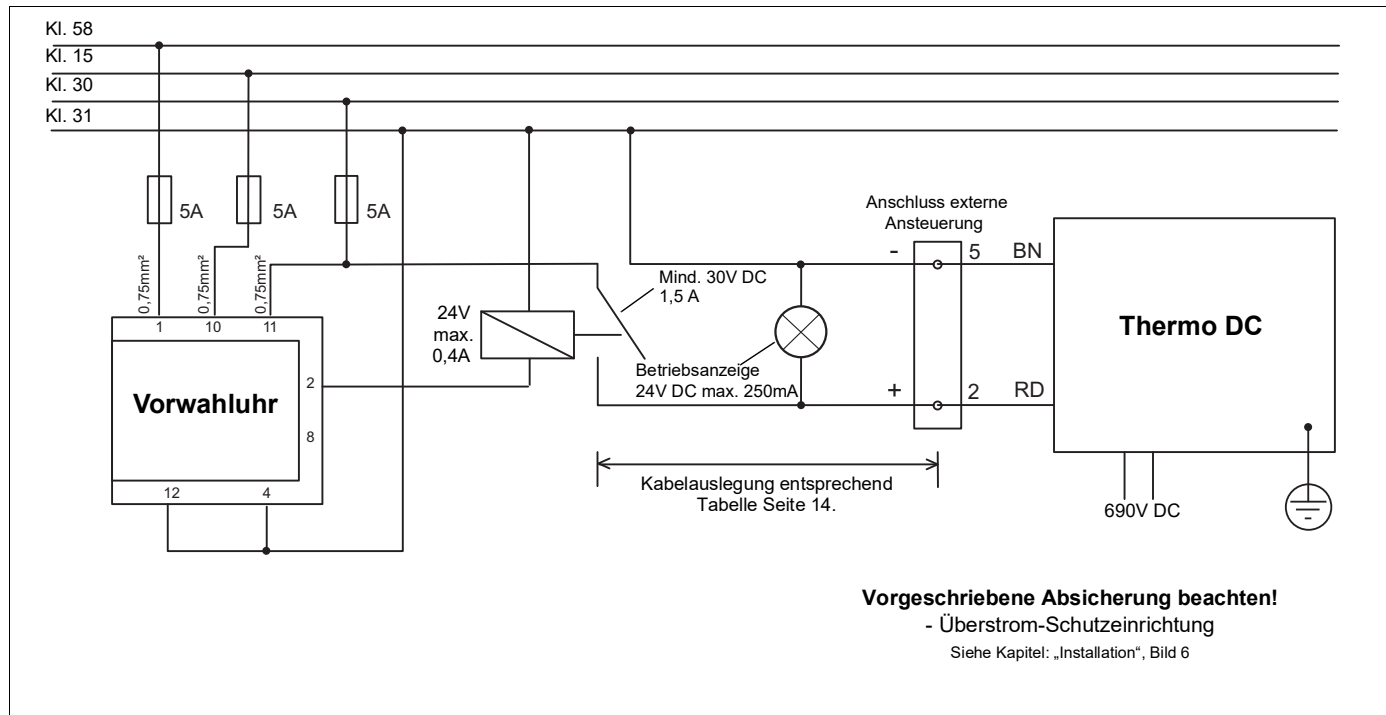 Kl. 58
Kl. 15
Kl. 30
Kl. 31
5A
5A
5A
Anschluss externe
Ansteuerung
0,75mm²
0,75mm²
0,75mm²
- 5 BN
Mind. 30V DC
1,5 A
1 10 11
24V
max.
0,4A
Thermo DC
2
Betriebsanzeige
24V DC max. 250mA
+ 2 RD
Vorwahluhr
8
12 4
Kabelauslegung entsprechend
Tabelle Seite 14.
690V DC
Vorgeschriebene Absicherung beachten!
- Überstrom-Schutzeinrichtung
Siehe Kapitel: „Installation“, Bild 6